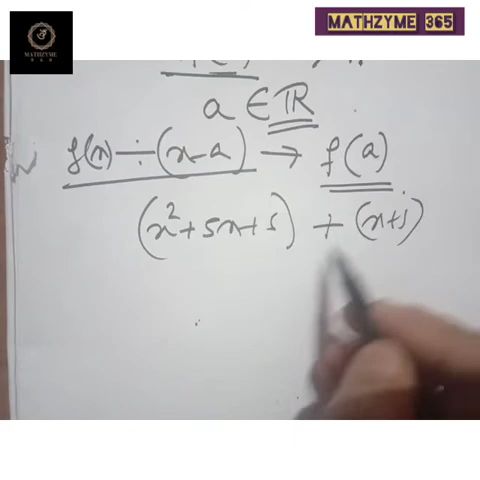 MATHZYME 365
MATHZYME
a ∈ ℝ
f(x) ÷ (x-a) → f(a)
(x²+5x+5) + (x+1)